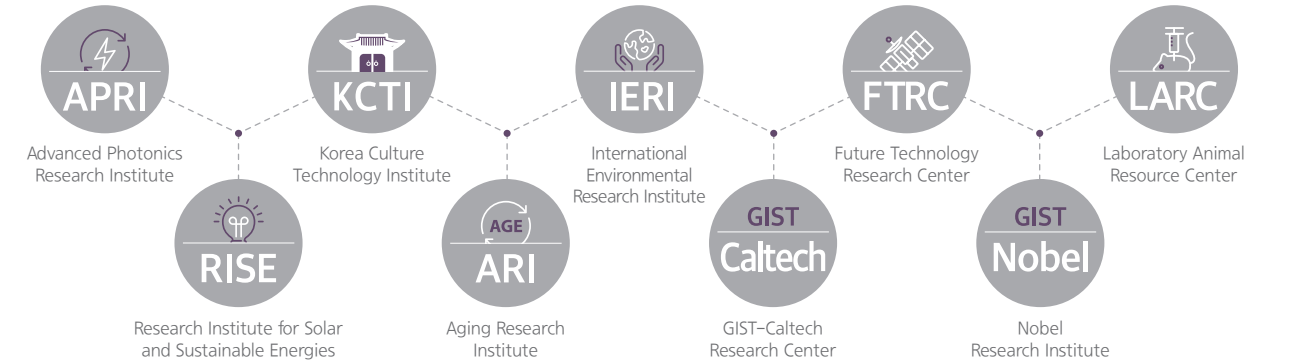 APRI
Advanced Photonics
Research Institute
KCTI
Korea Culture
Technology Institute
IERI
International
Environmental
Research Institute
FTRC
Future Technology
Research Center
LARC
Laboratory Animal
Resource Center
RISE
Research Institute for Solar
and Sustainable Energies
AGE
ARI
Aging Research
Institute
GIST
Caltech
GIST–Caltech
Research Center
GIST
Nobel
Nobel
Research Institute